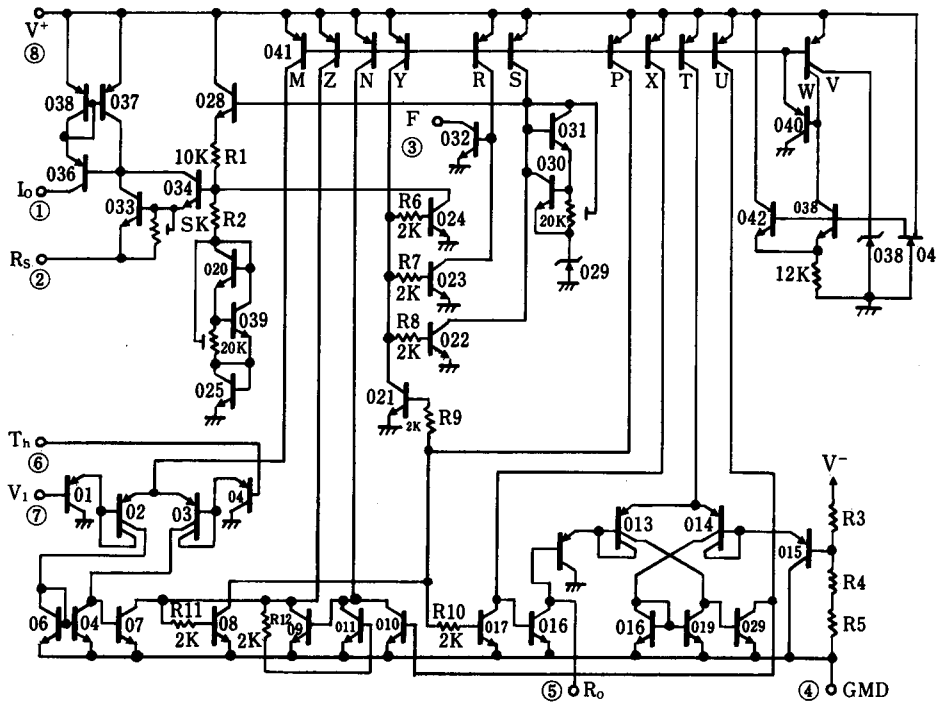 V+
⑧
041
M
Z
N
Y
R
S
P
X
T
U
W
V
038
037
028
F
③
032
031
030
040
10K
R1
036
034
Io
①
033
SK
R2
R6
2K
024
20K
029
042
038
038
04
12K
Rs
②
020
039
20K
025
R7
2K
023
R8
2K
022
021
2K
R9
Th
⑥
V1
⑦
01
02
03
04
V−
013
014
015
R3
R4
R5
06
04
07
R11
2K
08
2K
R12
09
011
010
R10
2K
017
016
016
019
029
⑤
Ro
④
GMD